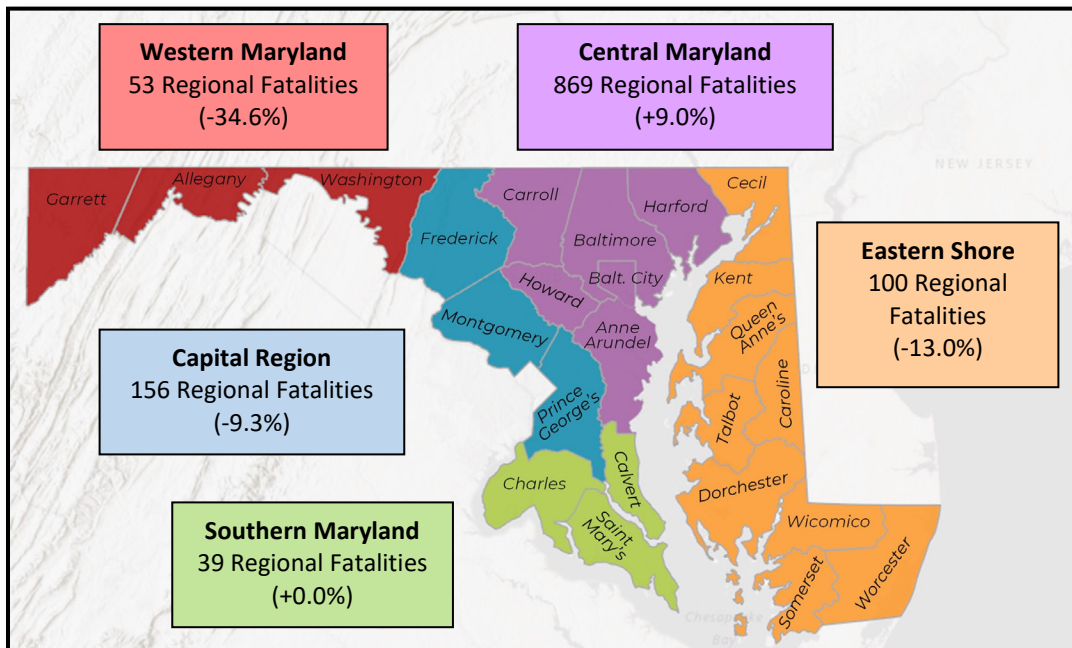 Western Maryland
53 Regional Fatalities
(-34.6%)
Central Maryland
869 Regional Fatalities
(+9.0%)
NEW JERSEY
Garrett
Allegany
Washington
Frederick
Carroll
Harford
Cecil
Baltimore
Balt. City
Howard
Kent
Montgomery
Anne
Arundel
Queen
Anne's
Eastern Shore
100 Regional
Fatalities
(-13.0%)
Capital Region
156 Regional Fatalities
(-9.3%)
Prince
George's
Talbot
Caroline
Charles
Calvert
Dorchester
Saint
Mary's
Wicomico
Somerset
Worcester
Southern Maryland
39 Regional Fatalities
(+0.0%)
Bay